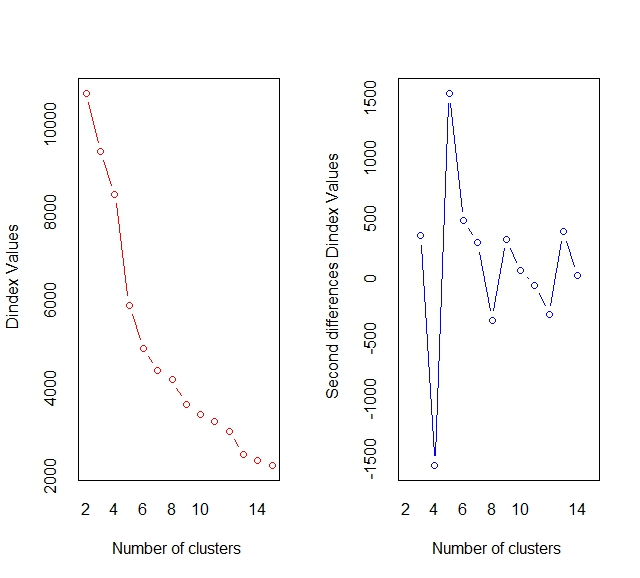 Dindex Values
10000
8000
6000
4000
2000
2 4 6 8 10 14
Number of clusters
Second differences Dindex Values
1500
1000
500
0
-500
-1000
-1500
2 4 6 8 10 14
Number of clusters